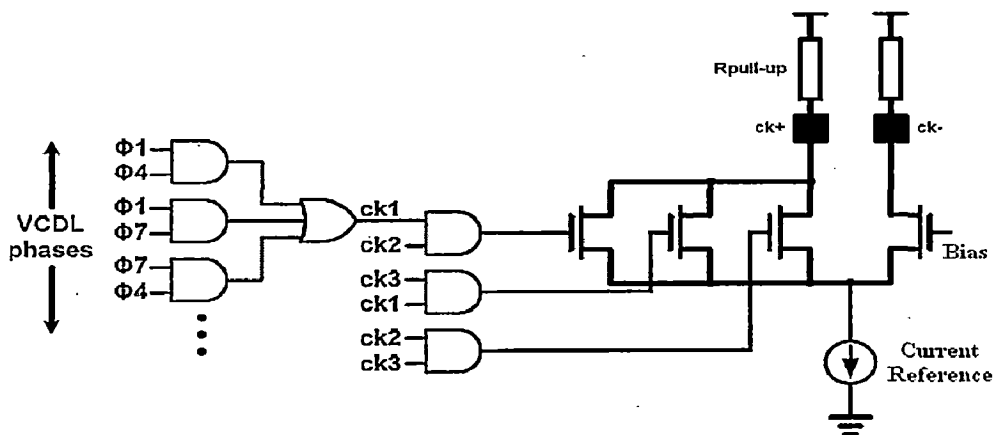 Rpull-up
ck+
ck-
Φ1
Φ4
VCDL
phases
Φ1
Φ7
Φ7
Φ4
ck1
ck2
ck3
ck1
ck2
ck3
Bias
Current
Reference